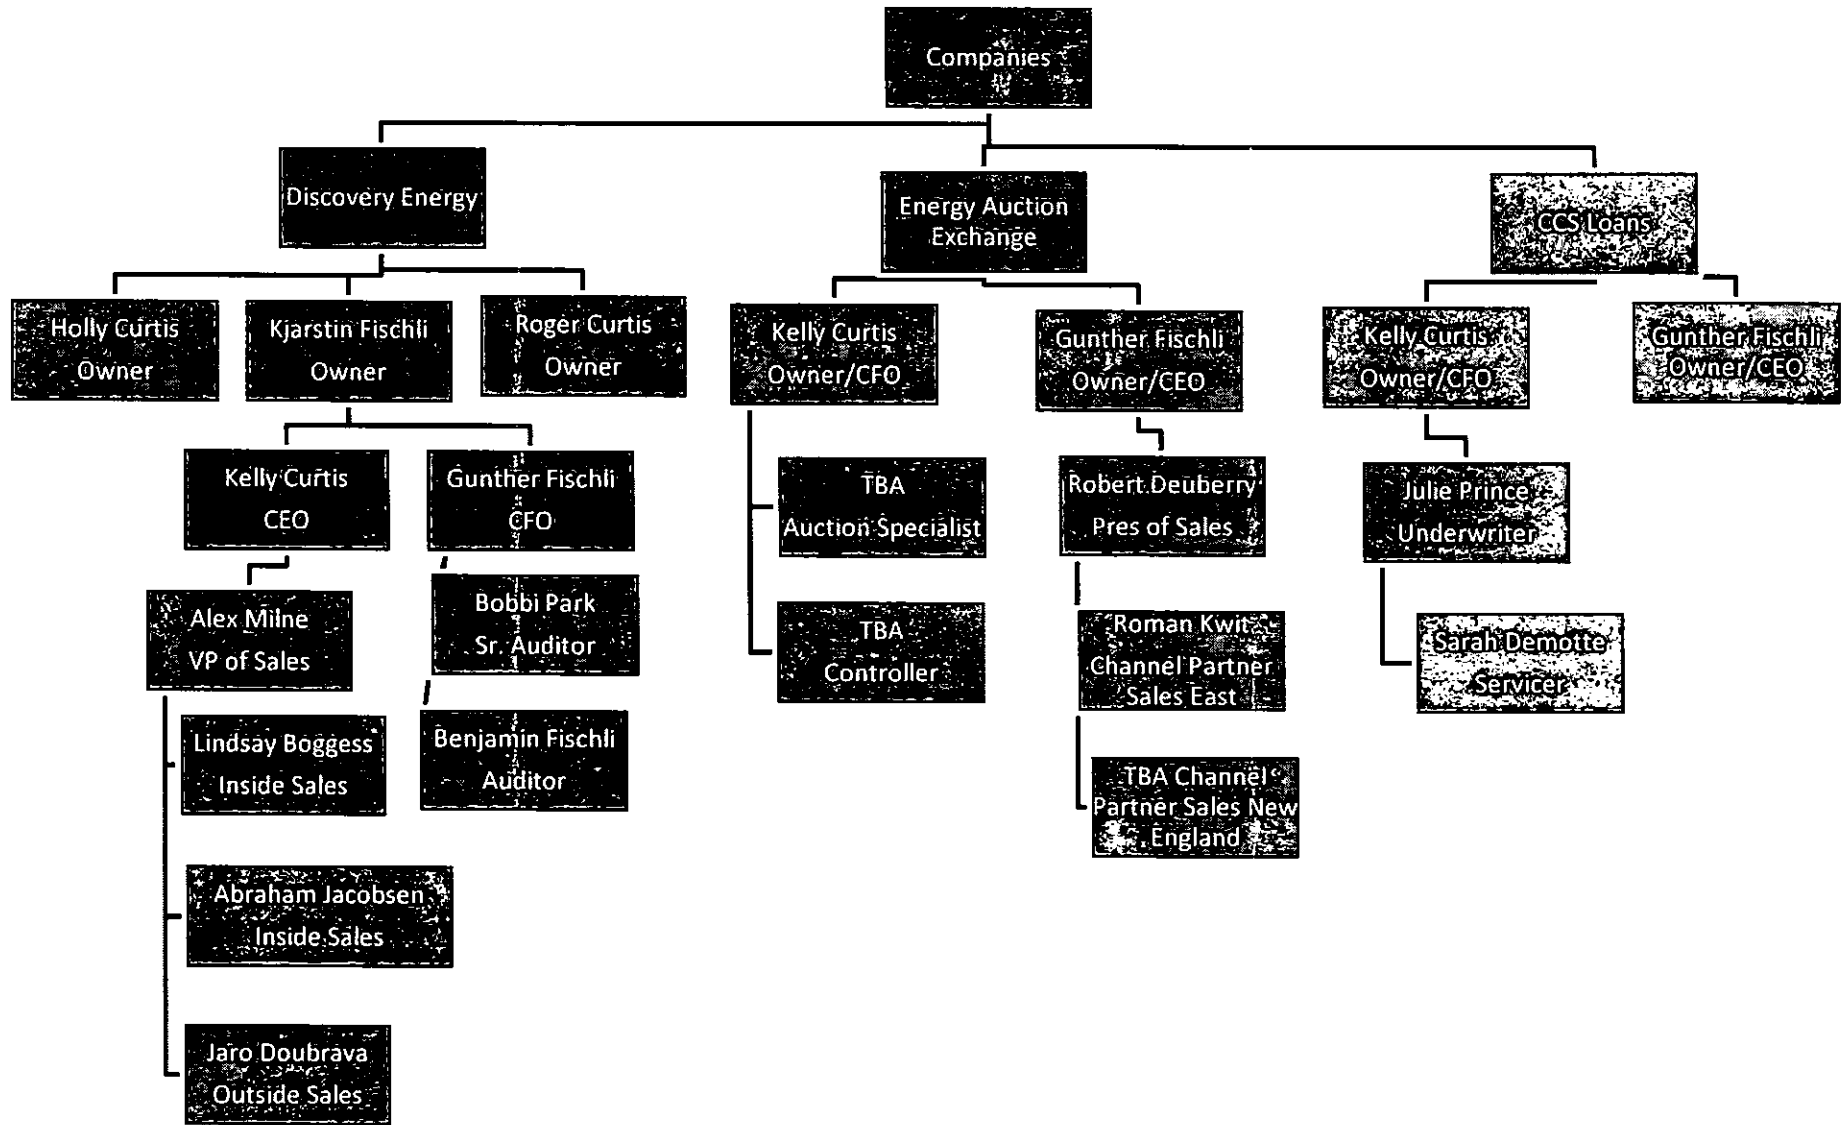 Companies
Discovery Energy
Energy Auction
Exchange
CCS Loans
Holly Curtis
Owner
Kjarstin Fischli
Owner
Roger Curtis
Owner
Kelly Curtis
Owner/CFO
Gunther Fischli
Owner/CEO
Kelly Curtis
Owner/CFO
Gunther Fischli
Owner/CEO
Kelly Curtis
CEO
Gunther Fischli
CFO
TBA
Auction Specialist
Robert Deuberry
Pres of Sales
Julie Prince
Underwriter
Alex Milne
VP of Sales
Bobbi Park
Sr. Auditor
TBA
Controller
Roman Kwit
Channel Partner
Sales East
Sarah Demotte
Servicer
Lindsay Boggess
Inside Sales
Benjamin Fischli
Auditor
TBA Channel
Partner Sales New
England
Abraham Jacobsen
Inside Sales
Jaro Doubrava
Outside Sales